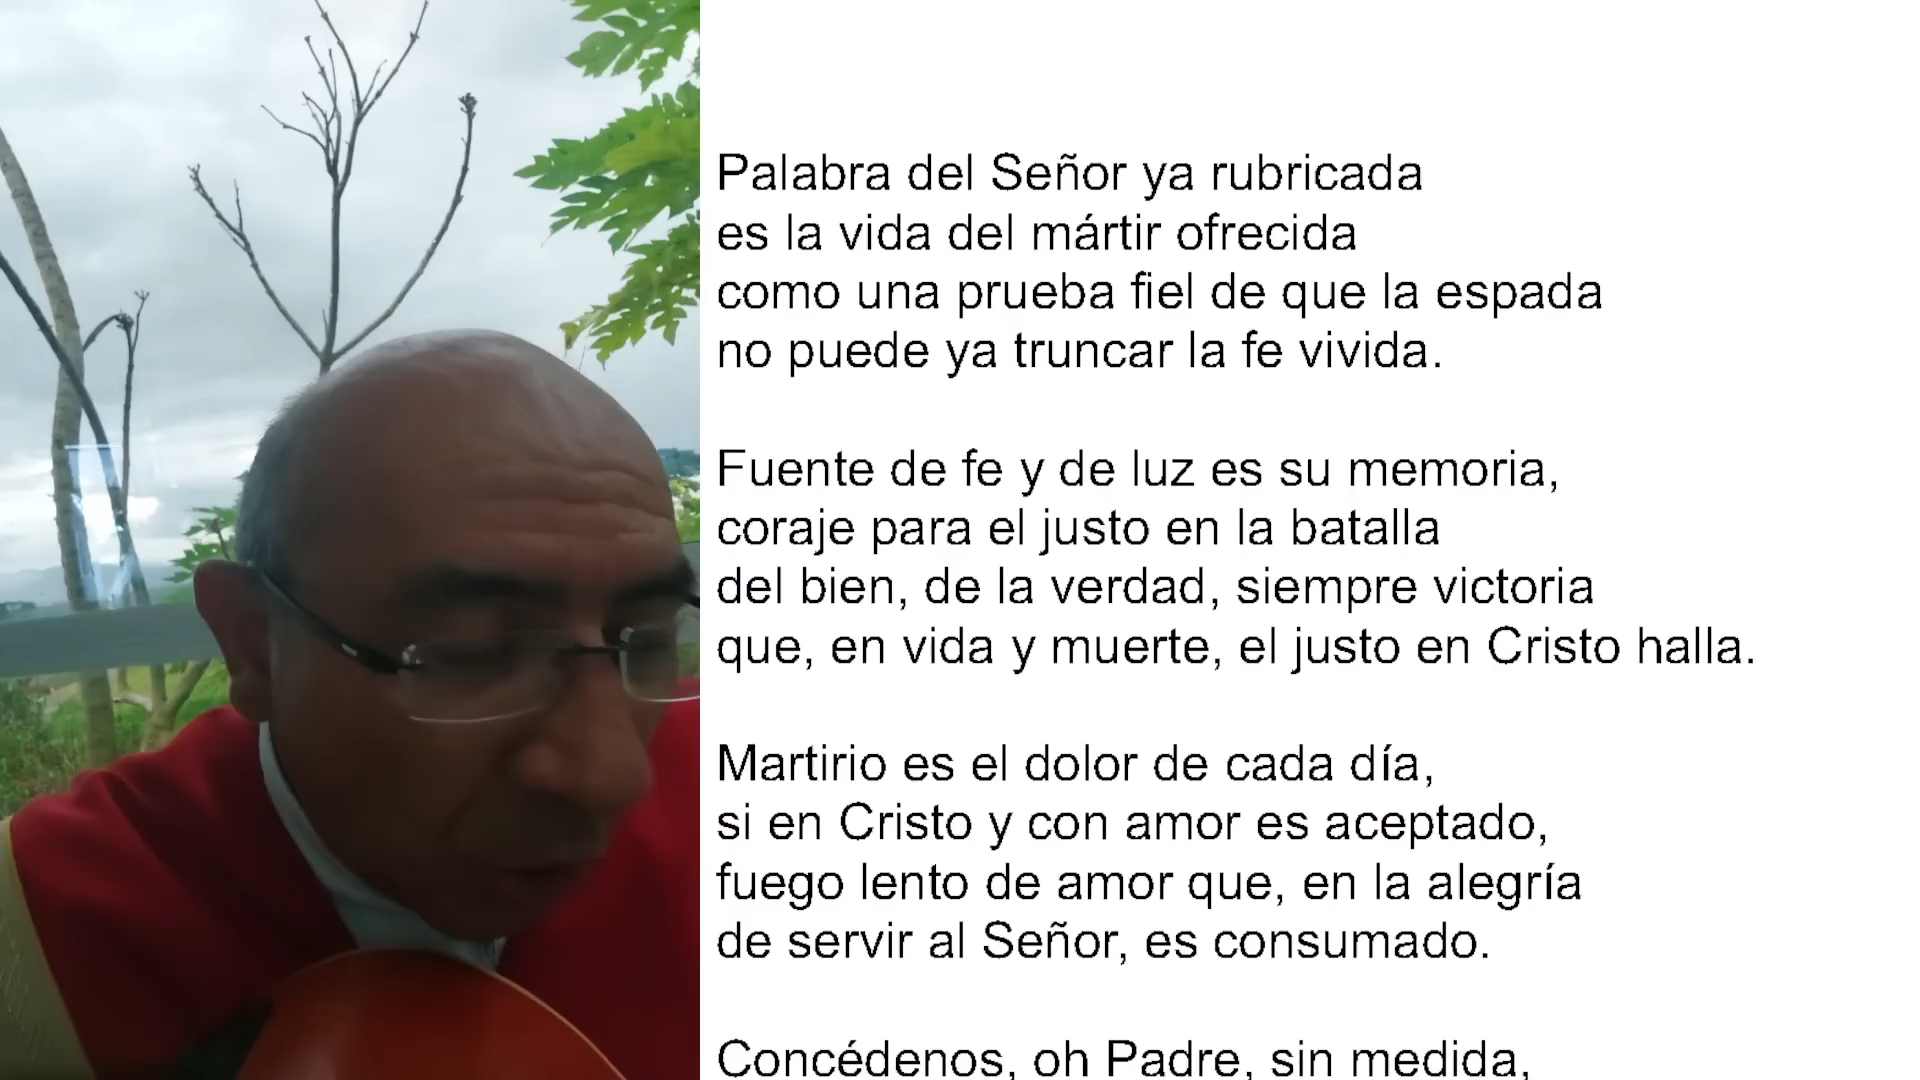 Palabra del Señor ya rubricada
es la vida del mártir ofrecida
como una prueba fiel de que la espada
no puede ya truncar la fe vivida.
Fuente de fe y de luz es su memoria,
coraje para el justo en la batalla
del bien, de la verdad, siempre victoria
que, en vida y muerte, el justo en Cristo halla.
Martirio es el dolor de cada día,
si en Cristo y con amor es aceptado,
fuego lento de amor que, en la alegría
de servir al Señor, es consumado.
Concédenos, oh Padre, sin medida,